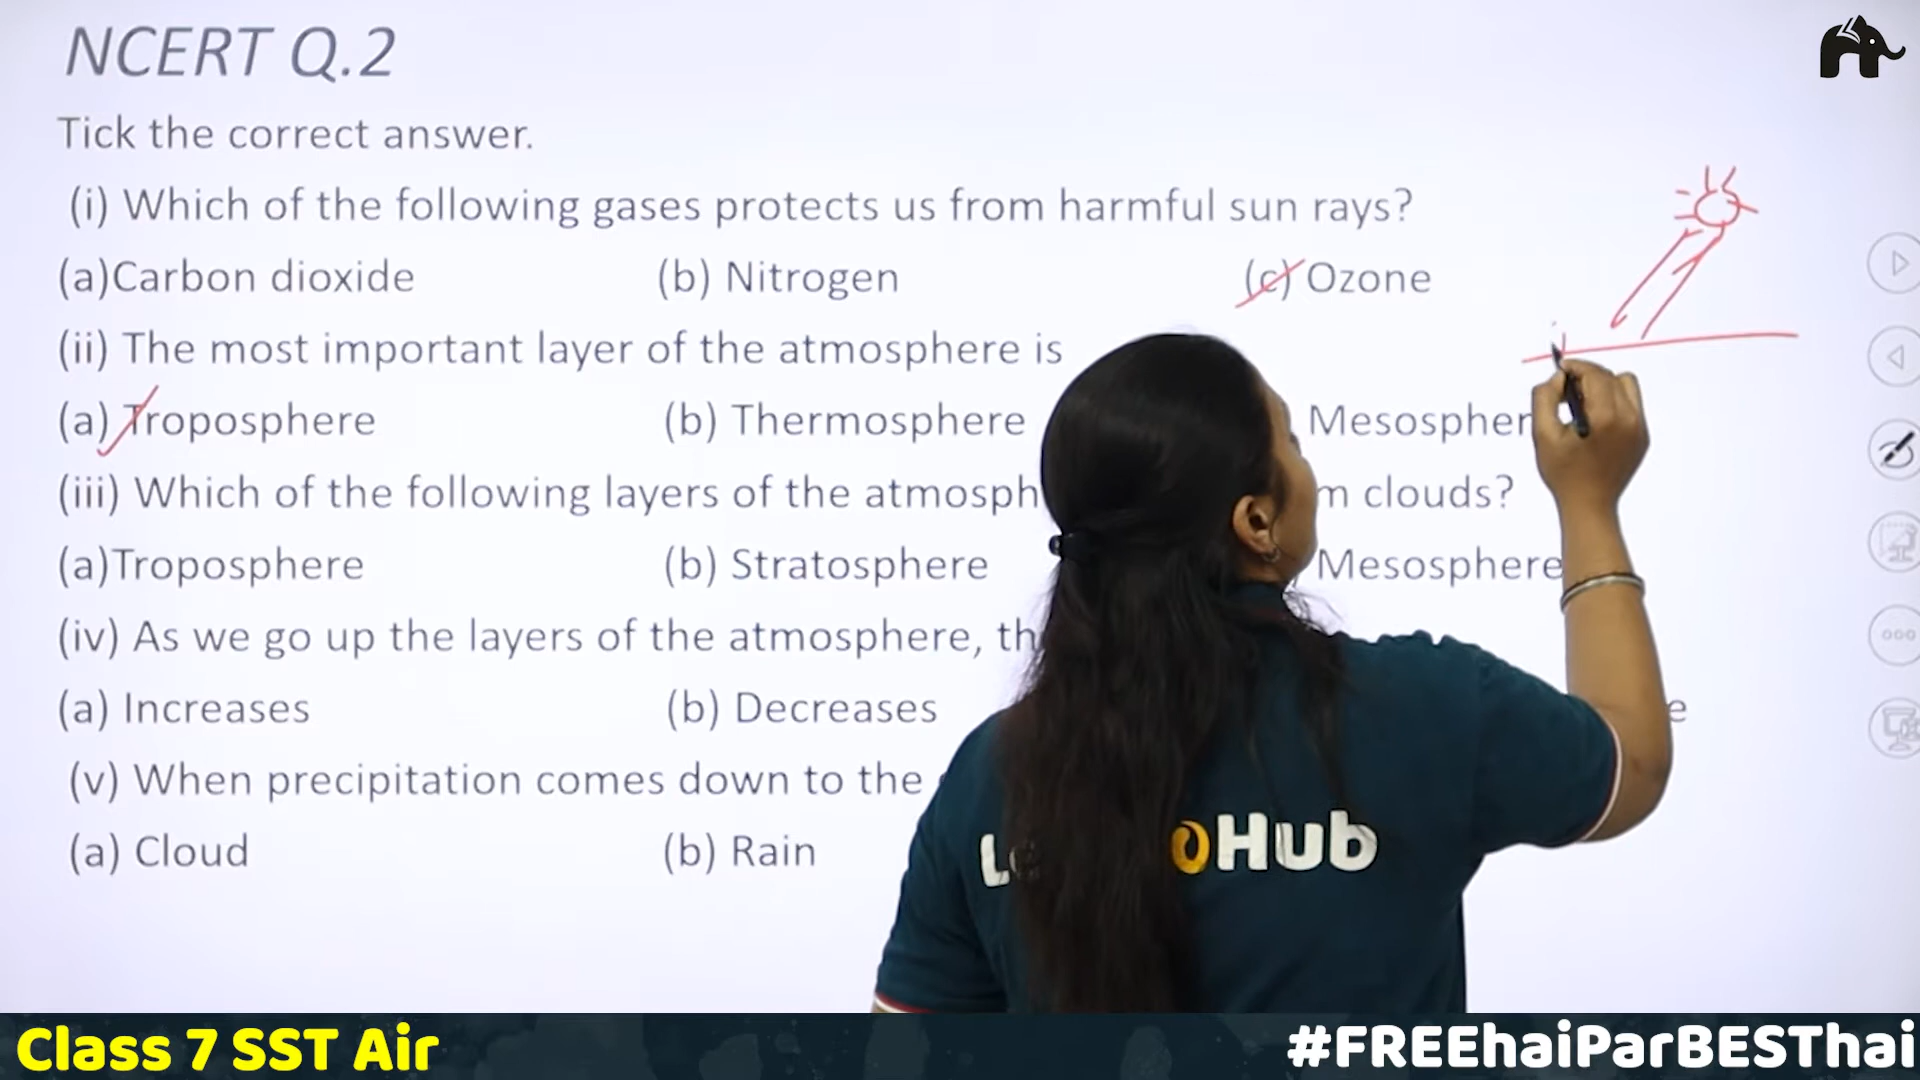 NCERT Q.2
Tick the correct answer.
(i) Which of the following gases protects us from harmful sun rays?
(a)Carbon dioxide (b) Nitrogen (c) Ozone
(ii) The most important layer of the atmosphere is
(a) Troposphere (b) Thermosphere Mesospher
(iii) Which of the following layers of the atmosph m clouds?
(a)Troposphere (b) Stratosphere Mesosphere
(iv) As we go up the layers of the atmosphere, th
(a) Increases (b) Decreases e
(v) When precipitation comes down to the
(a) Cloud (b) Rain
oHub
Class 7 SST Air
#FREEhaiParBESThai